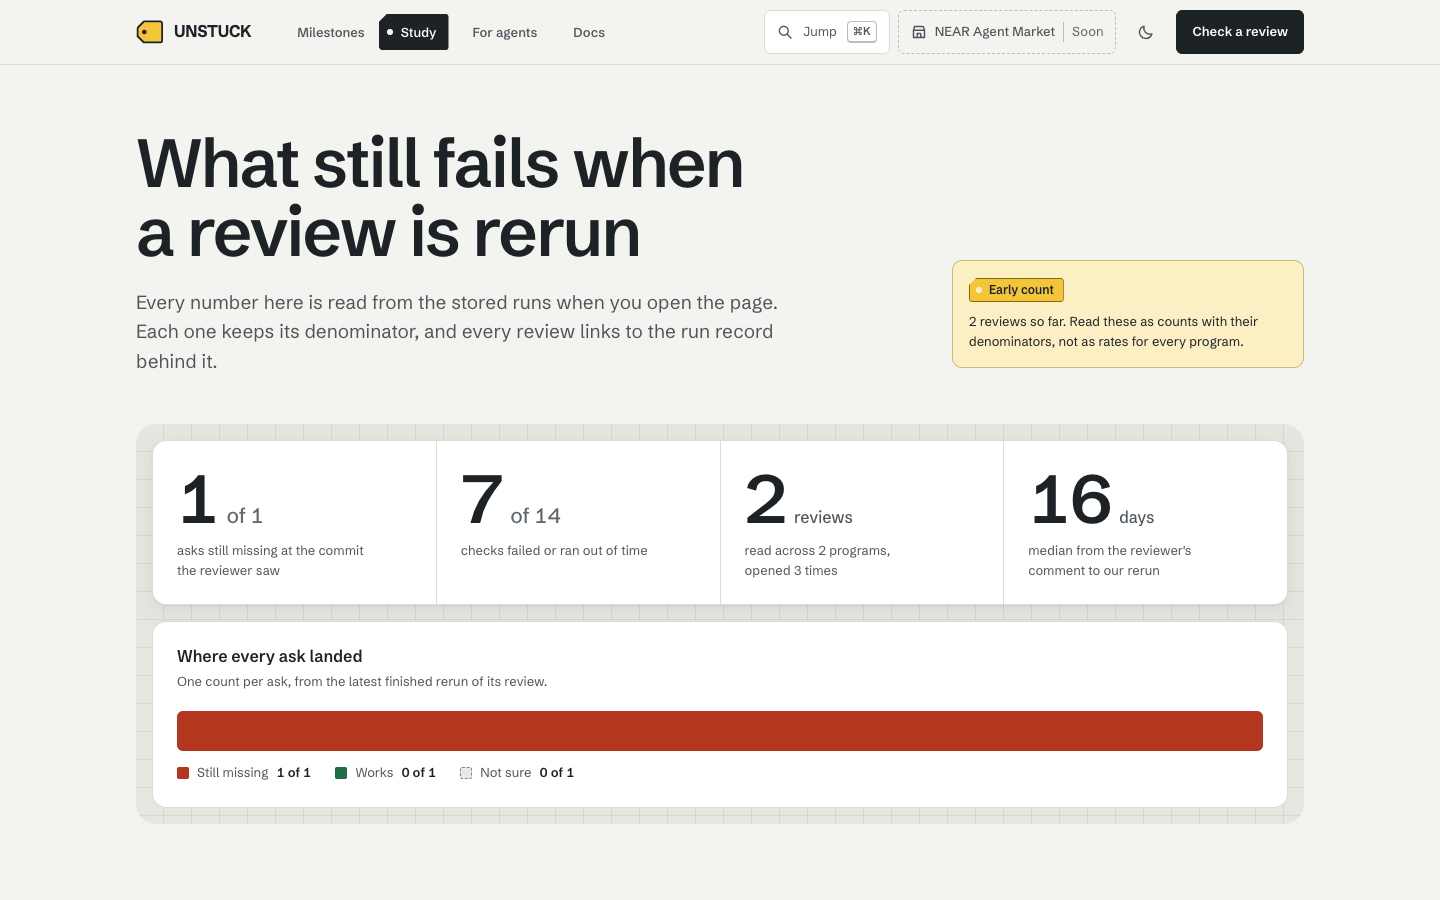 UNSTUCK
Milestones
Study
For agents
Docs
Jump ⌘K
NEAR Agent Market Soon
Check a review
What still fails when
a review is rerun
Every number here is read from the stored runs when you open the page.
Each one keeps its denominator, and every review links to the run record
behind it.
Early count
2 reviews so far. Read these as counts with their
denominators, not as rates for every program.
1 of 1
asks still missing at the commit
the reviewer saw
7 of 14
checks failed or ran out of time
2 reviews
read across 2 programs,
opened 3 times
16 days
median from the reviewer's
comment to our rerun
Where every ask landed
One count per ask, from the latest finished rerun of its review.
Still missing 1 of 1
Works 0 of 1
Not sure 0 of 1